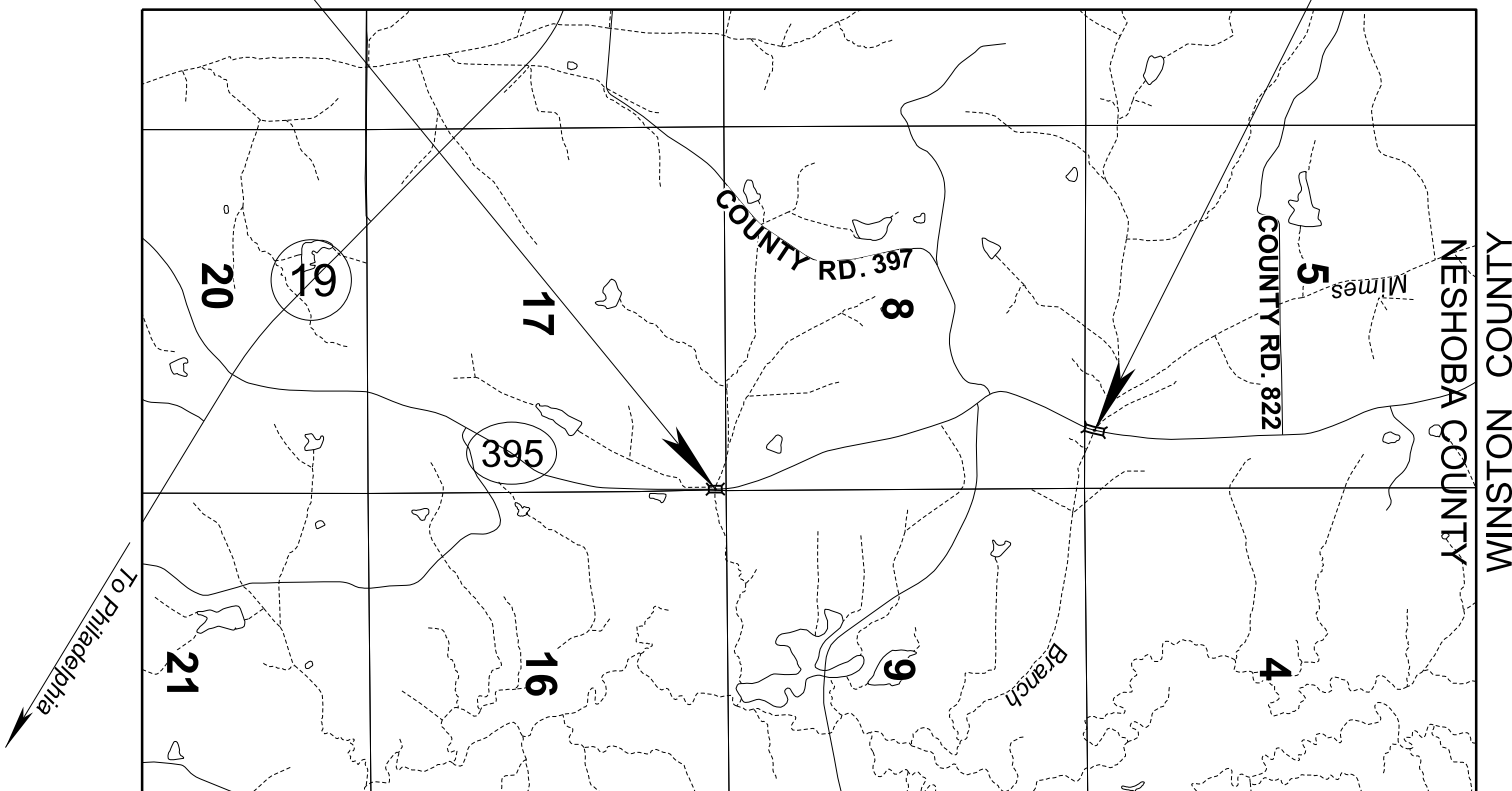 WINSTON COUNTY
NESHOBA COUNTY
5
Mimes
COUNTY RD. 822
4
8
COUNTY RD. 397
9
Branch
17
395
16
20
19
21
To Philadelphia